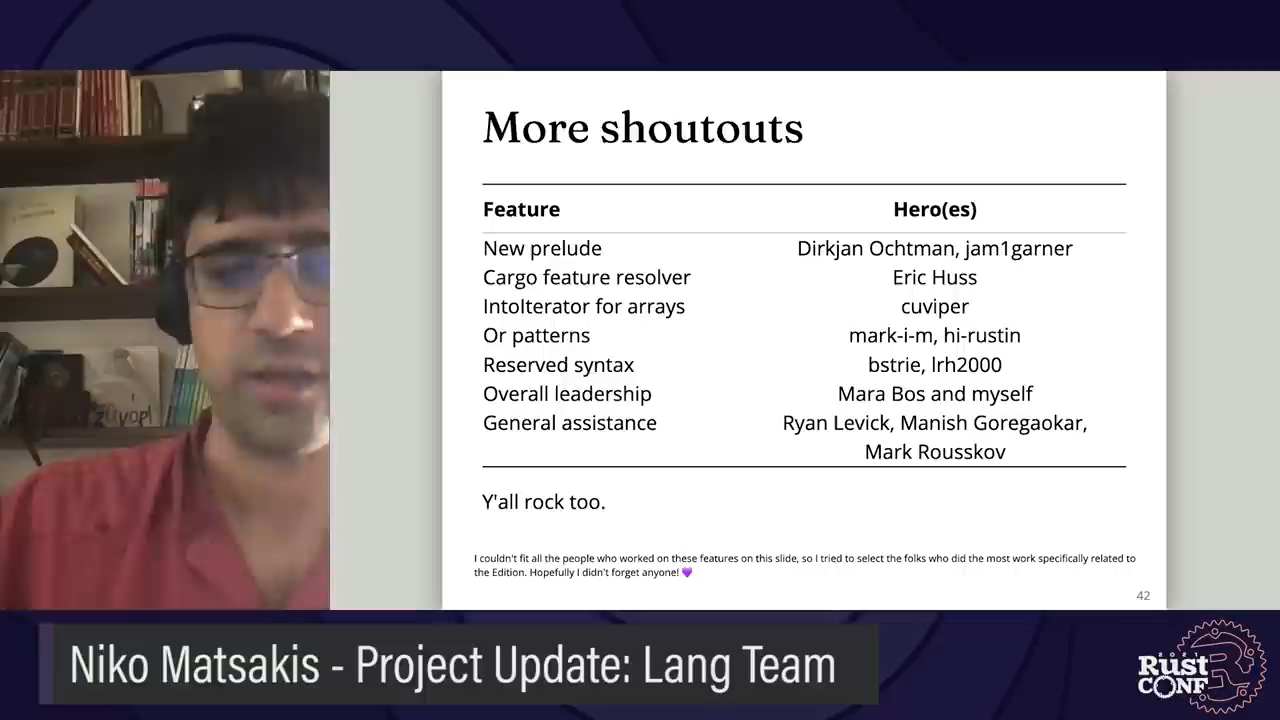 More shoutouts
Feature Hero(es)
New prelude Dirkjan Ochtman, jam1garner
Cargo feature resolver Eric Huss
IntoIterator for arrays cuviper
Or patterns mark-i-m, hi-rustin
Reserved syntax bstrie, lrh2000
Overall leadership Mara Bos and myself
General assistance Ryan Levick, Manish Goregaokar,
Mark Rousskov
Y'all rock too.
I couldn't fit all the people who worked on these features on this slide, so I tried to select the folks who did the most work specifically related to
the Edition. Hopefully I didn't forget anyone! 💜
42
Niko Matsakis - Project Update: Lang Team
Rust
CONF